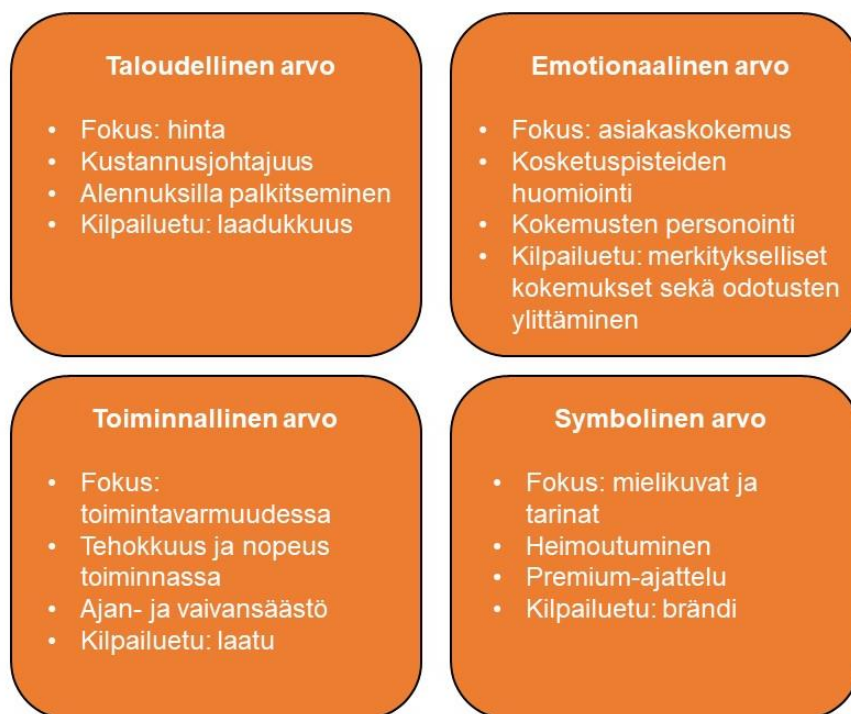 Taloudellinen arvo
• Fokus: hinta
• Kustannusjohtajuus
• Alennuksilla palkitseminen
• Kilpailuetu: laadukkuus
Emotionaalinen arvo
• Fokus: asiakaskokemus
• Kosketuspisteiden
huomiointi
• Kokemusten personointi
• Kilpailuetu: merkitykselliset
kokemukset sekä odotusten
ylittäminen
Toiminnallinen arvo
• Fokus:
toimintavarmuudessa
• Tehokkuus ja nopeus
toiminnassa
• Ajan- ja vaivansäästö
• Kilpailuetu: laatu
Symbolinen arvo
• Fokus: mielikuvat ja
tarinat
• Heimoutuminen
• Premium-ajattelu
• Kilpailuetu: brändi